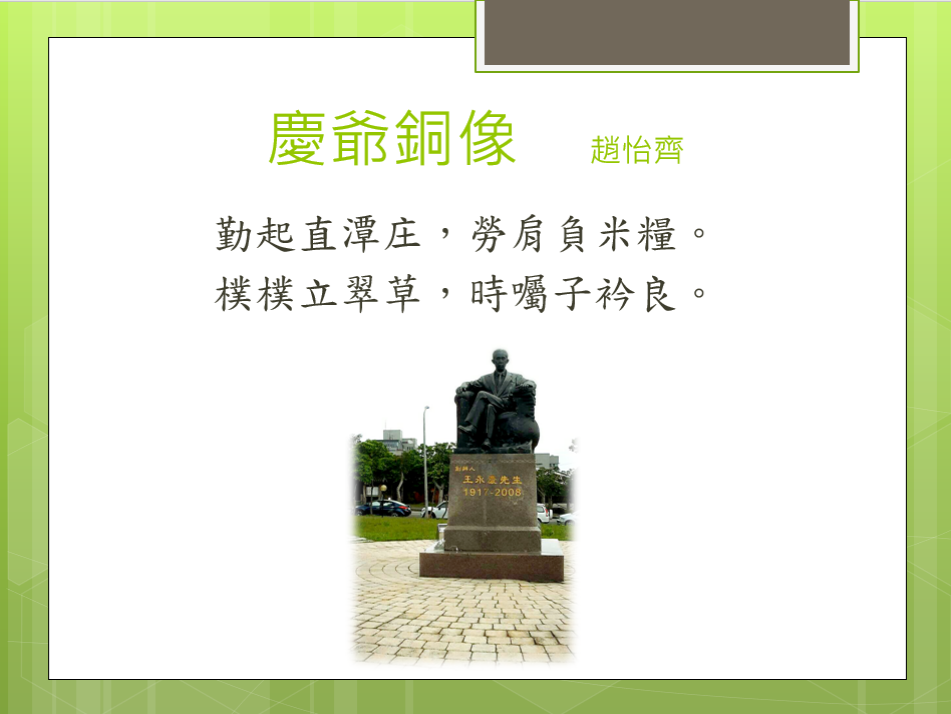 慶爺銅像 趙怡齊
勤起直潭庄，勞肩負米糧。
樸樸立翠草，時囑子衿良。
創辦人
王永慶先生
1917-2008